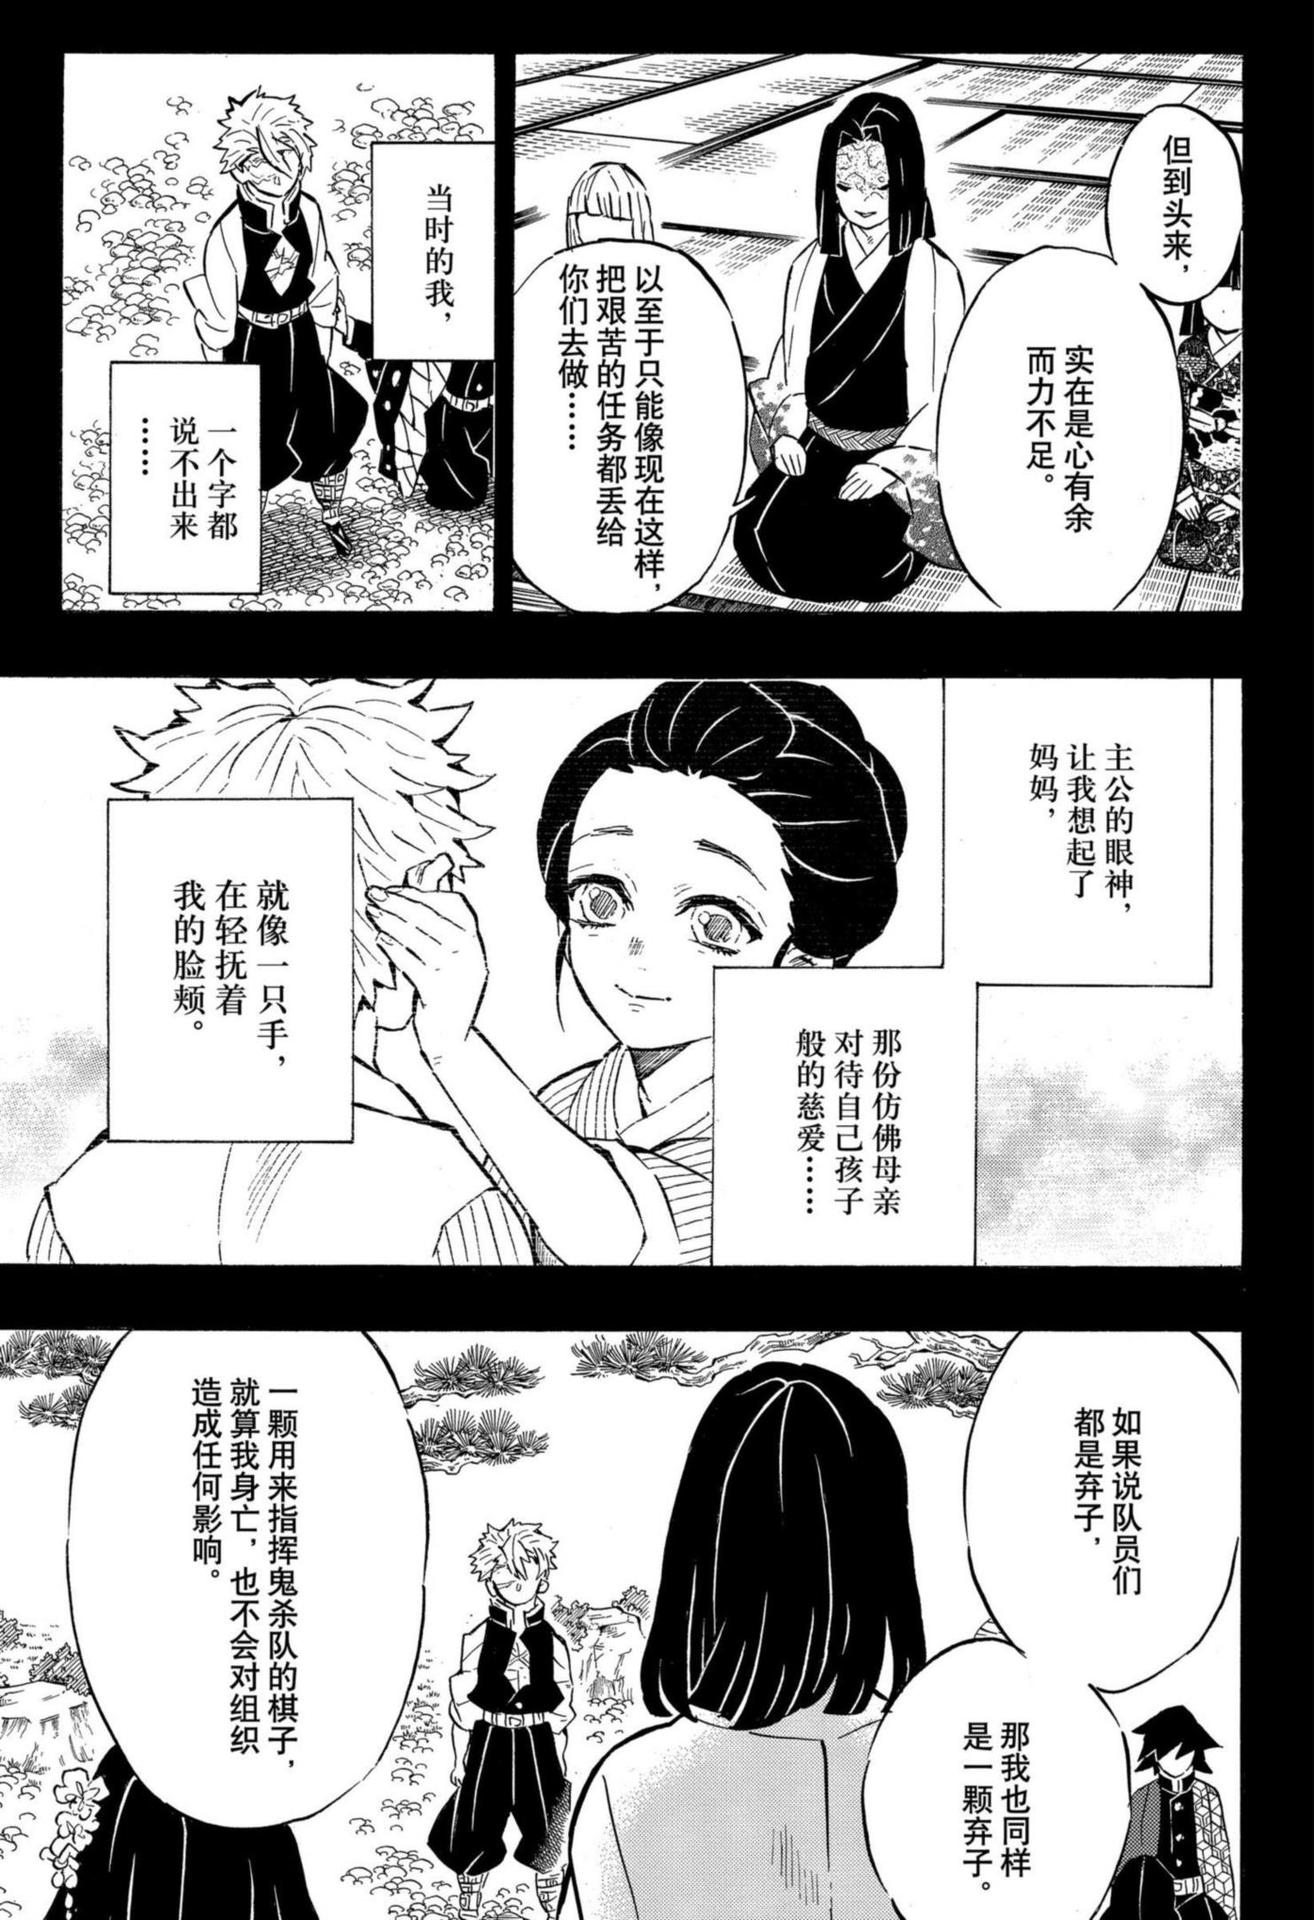 但到头来，
实在是心有余
而力不足。
以至于只能像现在这样，
把艰苦的任务都丢给
你们去做……
当时的我，
一个字都
说不出来
……
主公的眼神，
让我想起了
妈妈，
那份仿佛母亲
对待自己孩子
般的慈爱……
就像一只手，
在轻抚着
我的脸颊。
如果说队员们
都是弃子，
那我也同样
是一颗弃子。
一颗用来指挥鬼杀队的棋子，
就算我身亡，也不会对组织
造成任何影响。